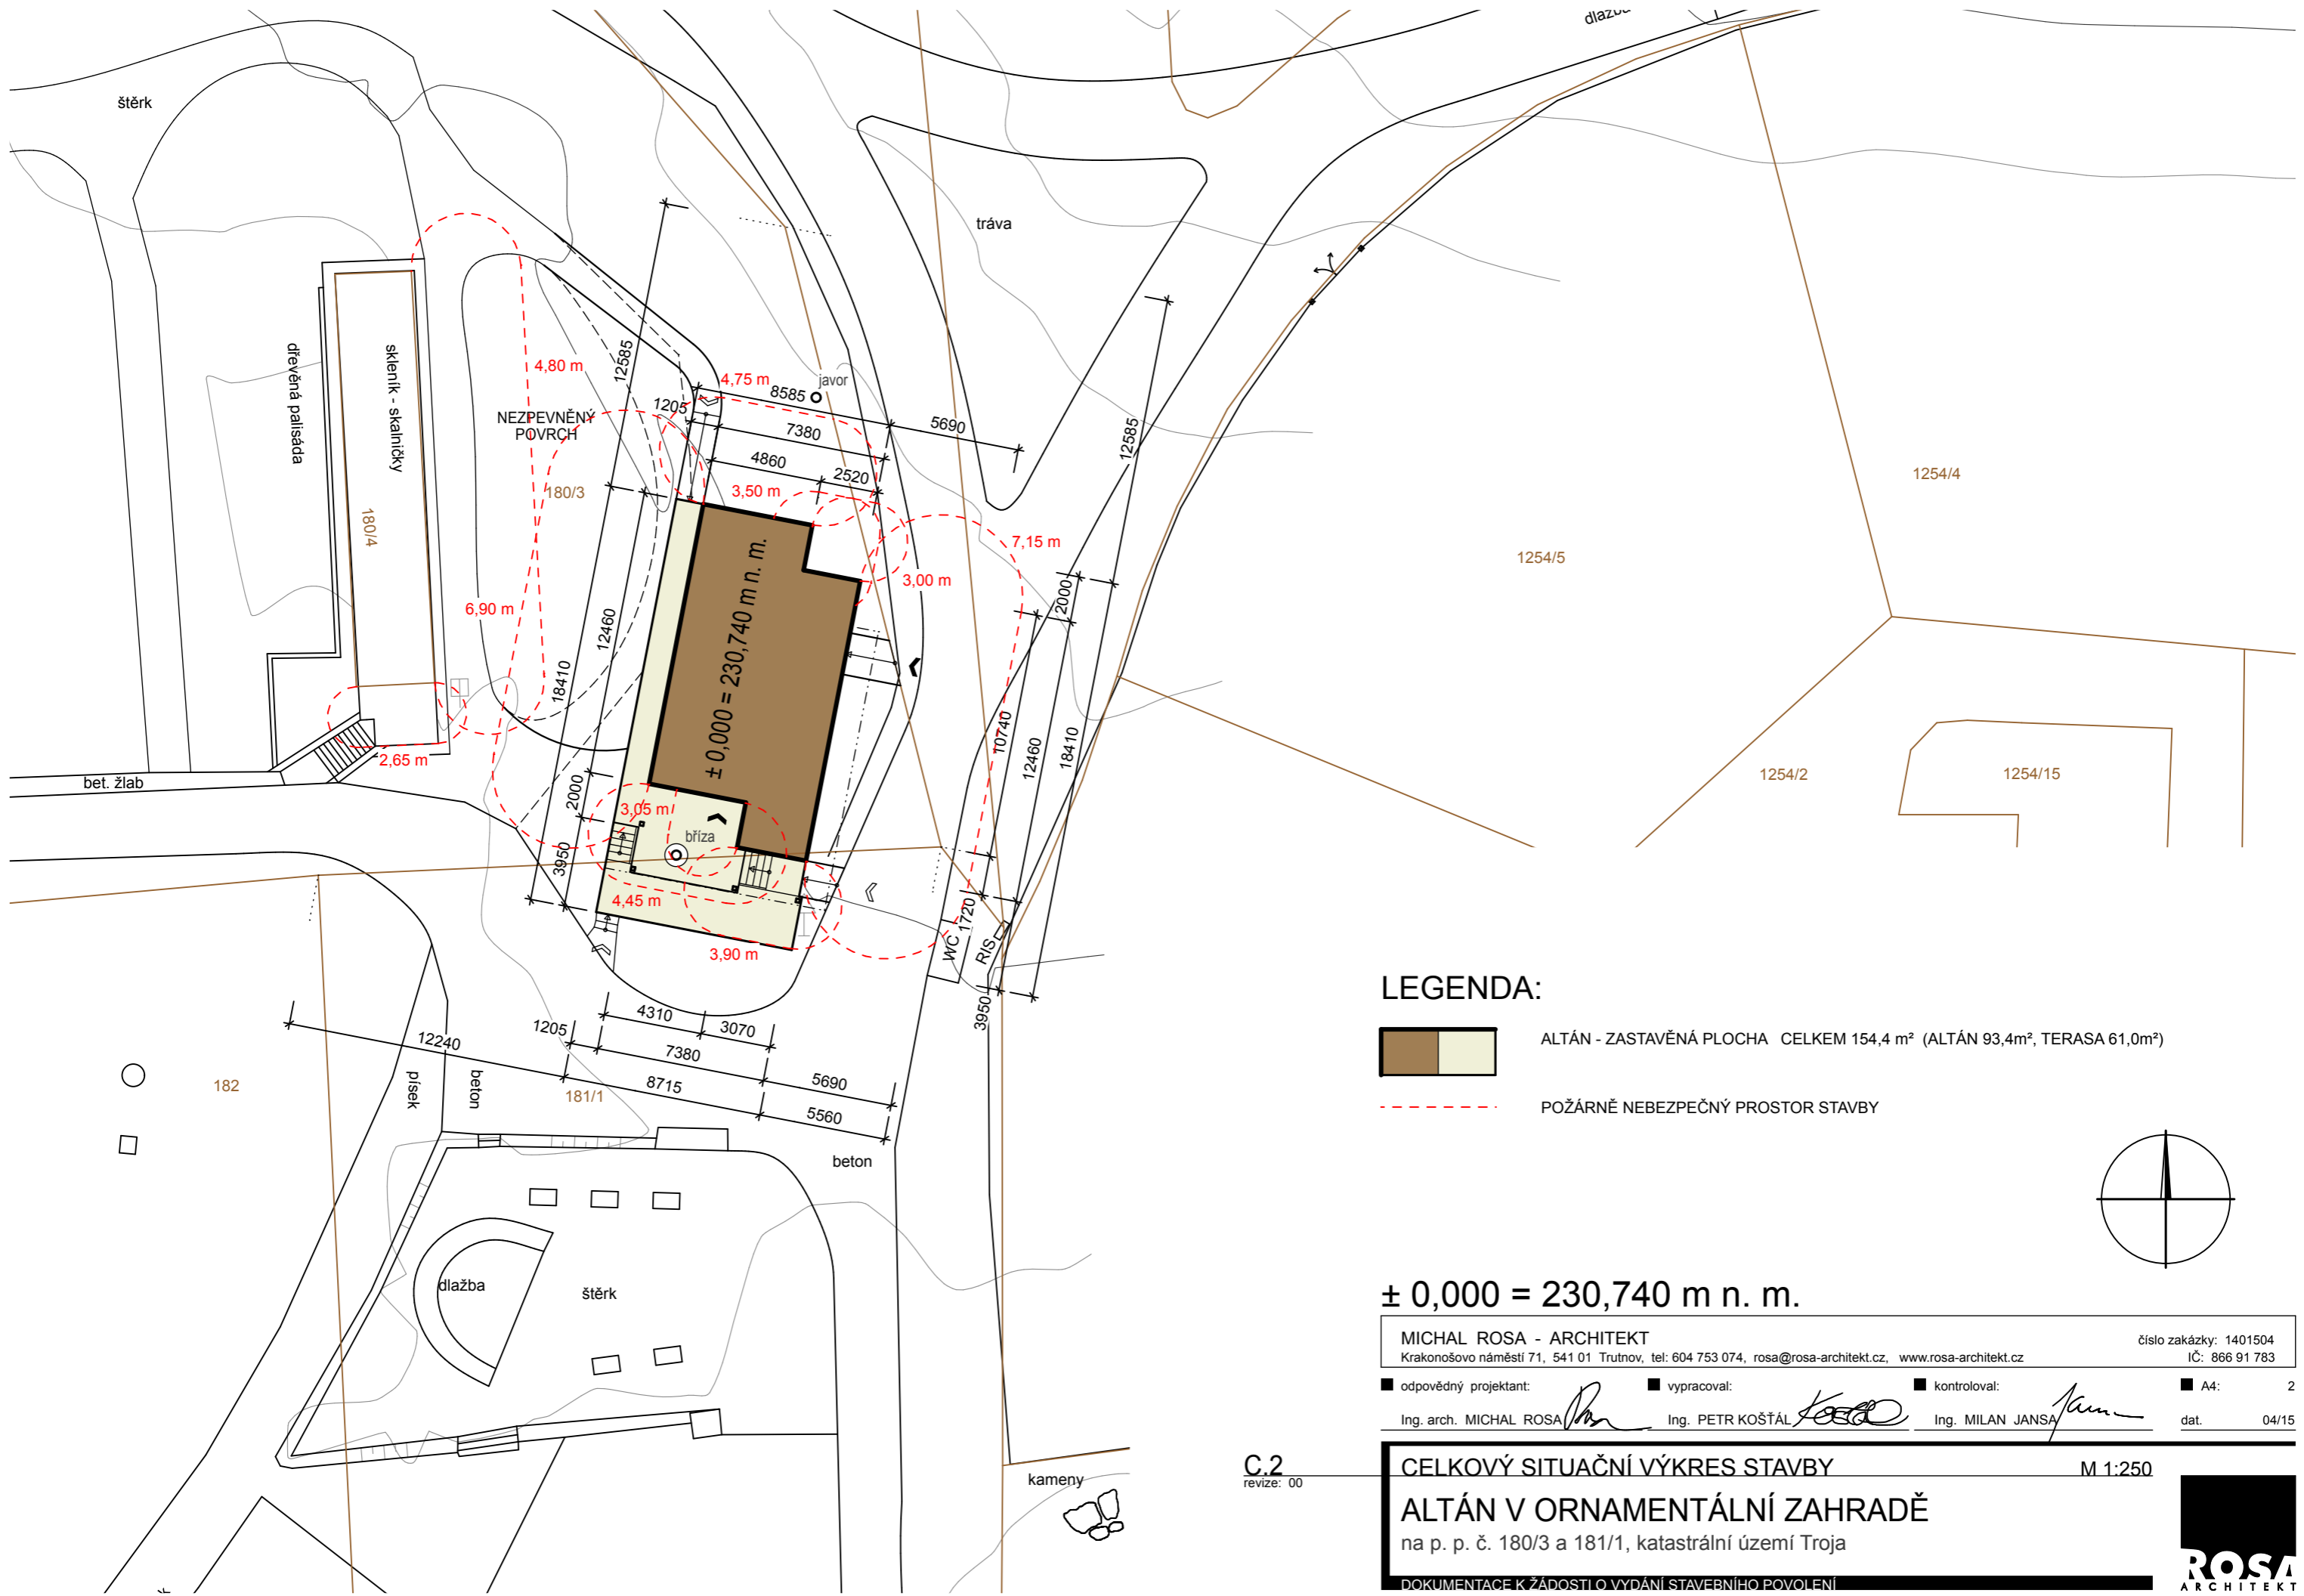 dlažba
štěrk
tráva
dřevěná palisáda
skleník - skalničky
180/4
4,80 m
NEZPEVNĚNÝ
POVRCH
180/3
12585
4,75 m
javor
8585
1205
7380
5690
4860
2520
3,50 m
12585
7,15 m
3,00 m
1254/4
1254/5
6,90 m
12460
18410
± 0,000 = 230,740 m n. m.
2000
10740
12460
18410
2,65 m
bet. žlab
2000
3,05 m
bříza
3950
4,45 m
3,90 m
1254/2
1254/15
WC
1720
RIS
3950
4310
3070
1205
7380
12240
8715
5690
5560
písek
beton
181/1
182
beton
dlažba
štěrk
kameny
LEGENDA:
ALTÁN - ZASTAVĚNÁ PLOCHA CELKEM 154,4 m² (ALTÁN 93,4m², TERASA 61,0m²)
POŽÁRNĚ NEBEZPEČNÝ PROSTOR STAVBY
± 0,000 = 230,740 m n. m.
MICHAL ROSA - ARCHITEKT
číslo zakázky: 1401504
Krakonošovo náměstí 71, 541 01 Trutnov, tel: 604 753 074, rosa@rosa-architekt.cz, www.rosa-architekt.cz
IČ: 866 91 783
odpovědný projektant:
vypracoval:
kontroloval:
A4: 2
Ing. arch. MICHAL ROSA
Ing. PETR KOŠŤÁL
Ing. MILAN JANSA
dat. 04/15
C.2
revize: 00
CELKOVÝ SITUAČNÍ VÝKRES STAVBY M 1:250
ALTÁN V ORNAMENTÁLNÍ ZAHRADĚ
na p. p. č. 180/3 a 181/1, katastrální území Troja
DOKUMENTACE K ŽÁDOSTI O VYDÁNÍ STAVEBNÍHO POVOLENÍ
ROSA
ARCHITEKT